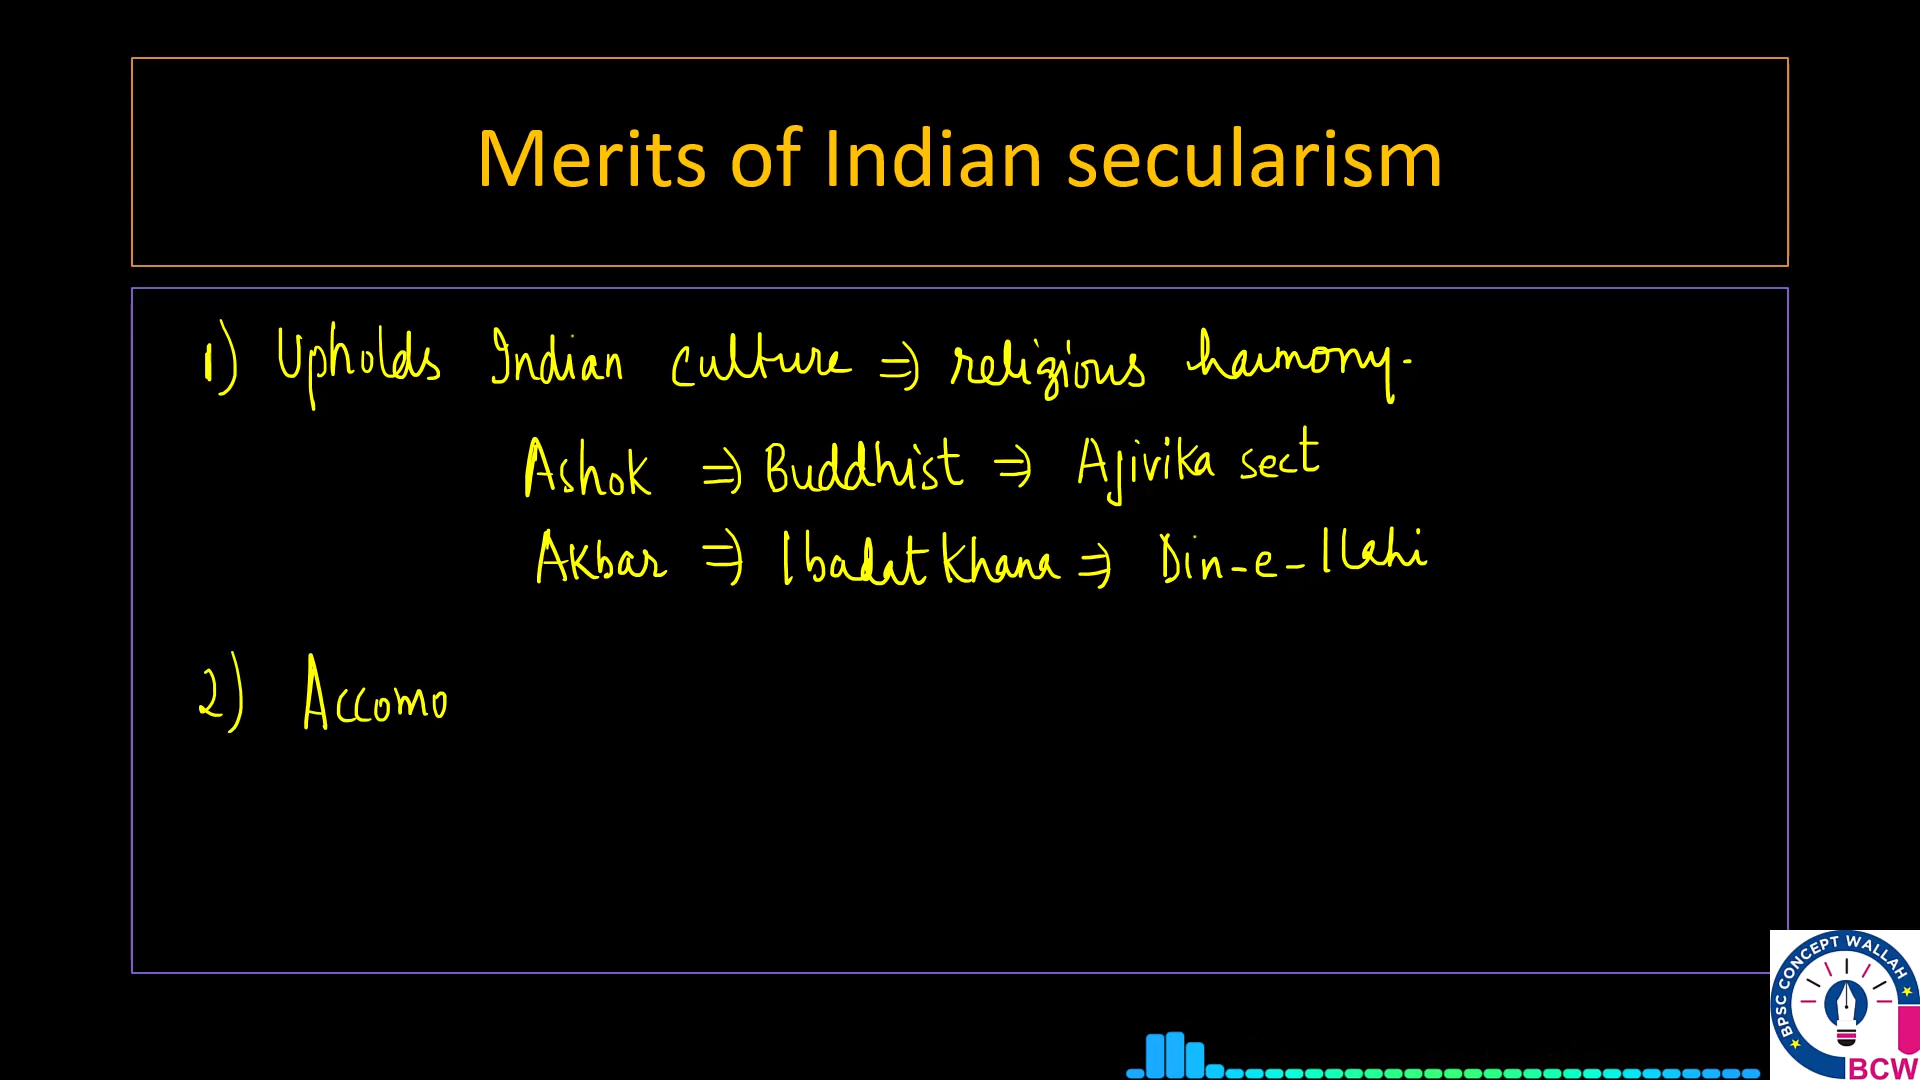 Merits of Indian secularism
1) Upholds Indian culture ⇒ religious harmony.
Ashok ⇒ Buddhist ⇒ Ajivika sect
Akbar ⇒ Ibadat Khana ⇒ Din-e-Ilahi
2) Accomo
BPSC CONCEPT WALLAH
BCW